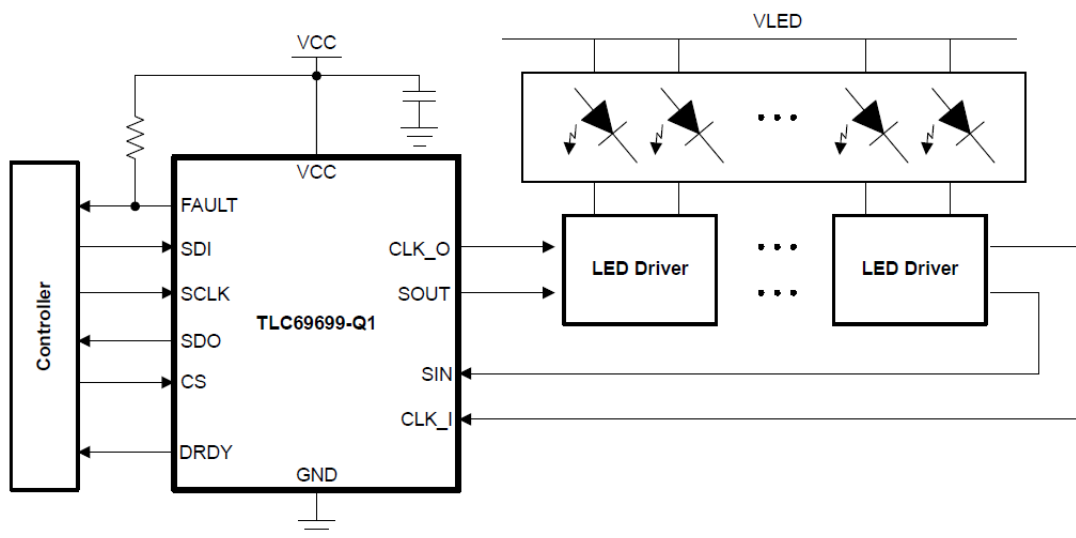 VLED
VCC
VCC
FAULT
SDI
CLK_O
SCLK
SOUT
TLC69699-Q1
SDO
CS
SIN
CLK_I
DRDY
GND
Controller
LED Driver
LED Driver